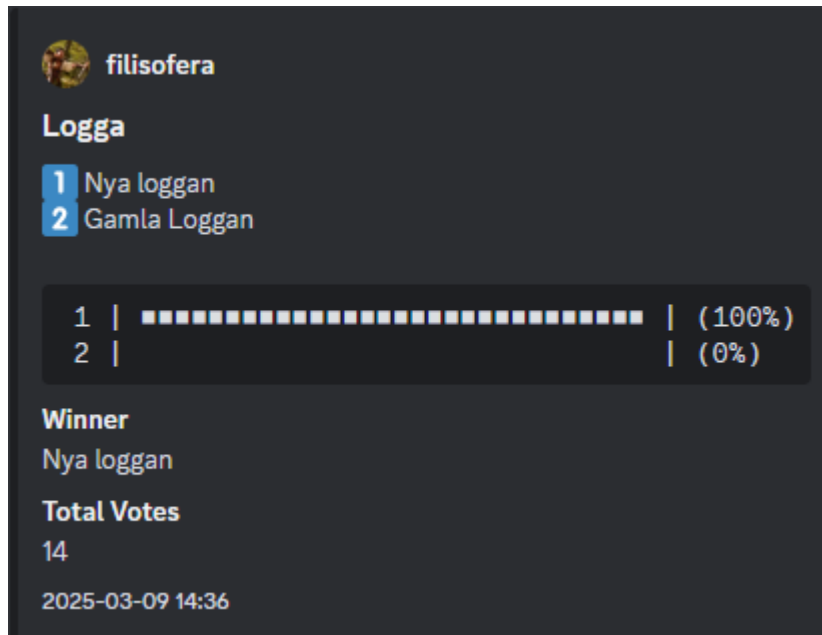 filisofera
Logga
1 Nya loggan
2 Gamla Loggan
1 | ■■■■■■■■■■■■■■■■■■■■■■■■■■■■■■ | (100%)
2 | | (0%)
Winner
Nya loggan
Total Votes
14
2025-03-09 14:36